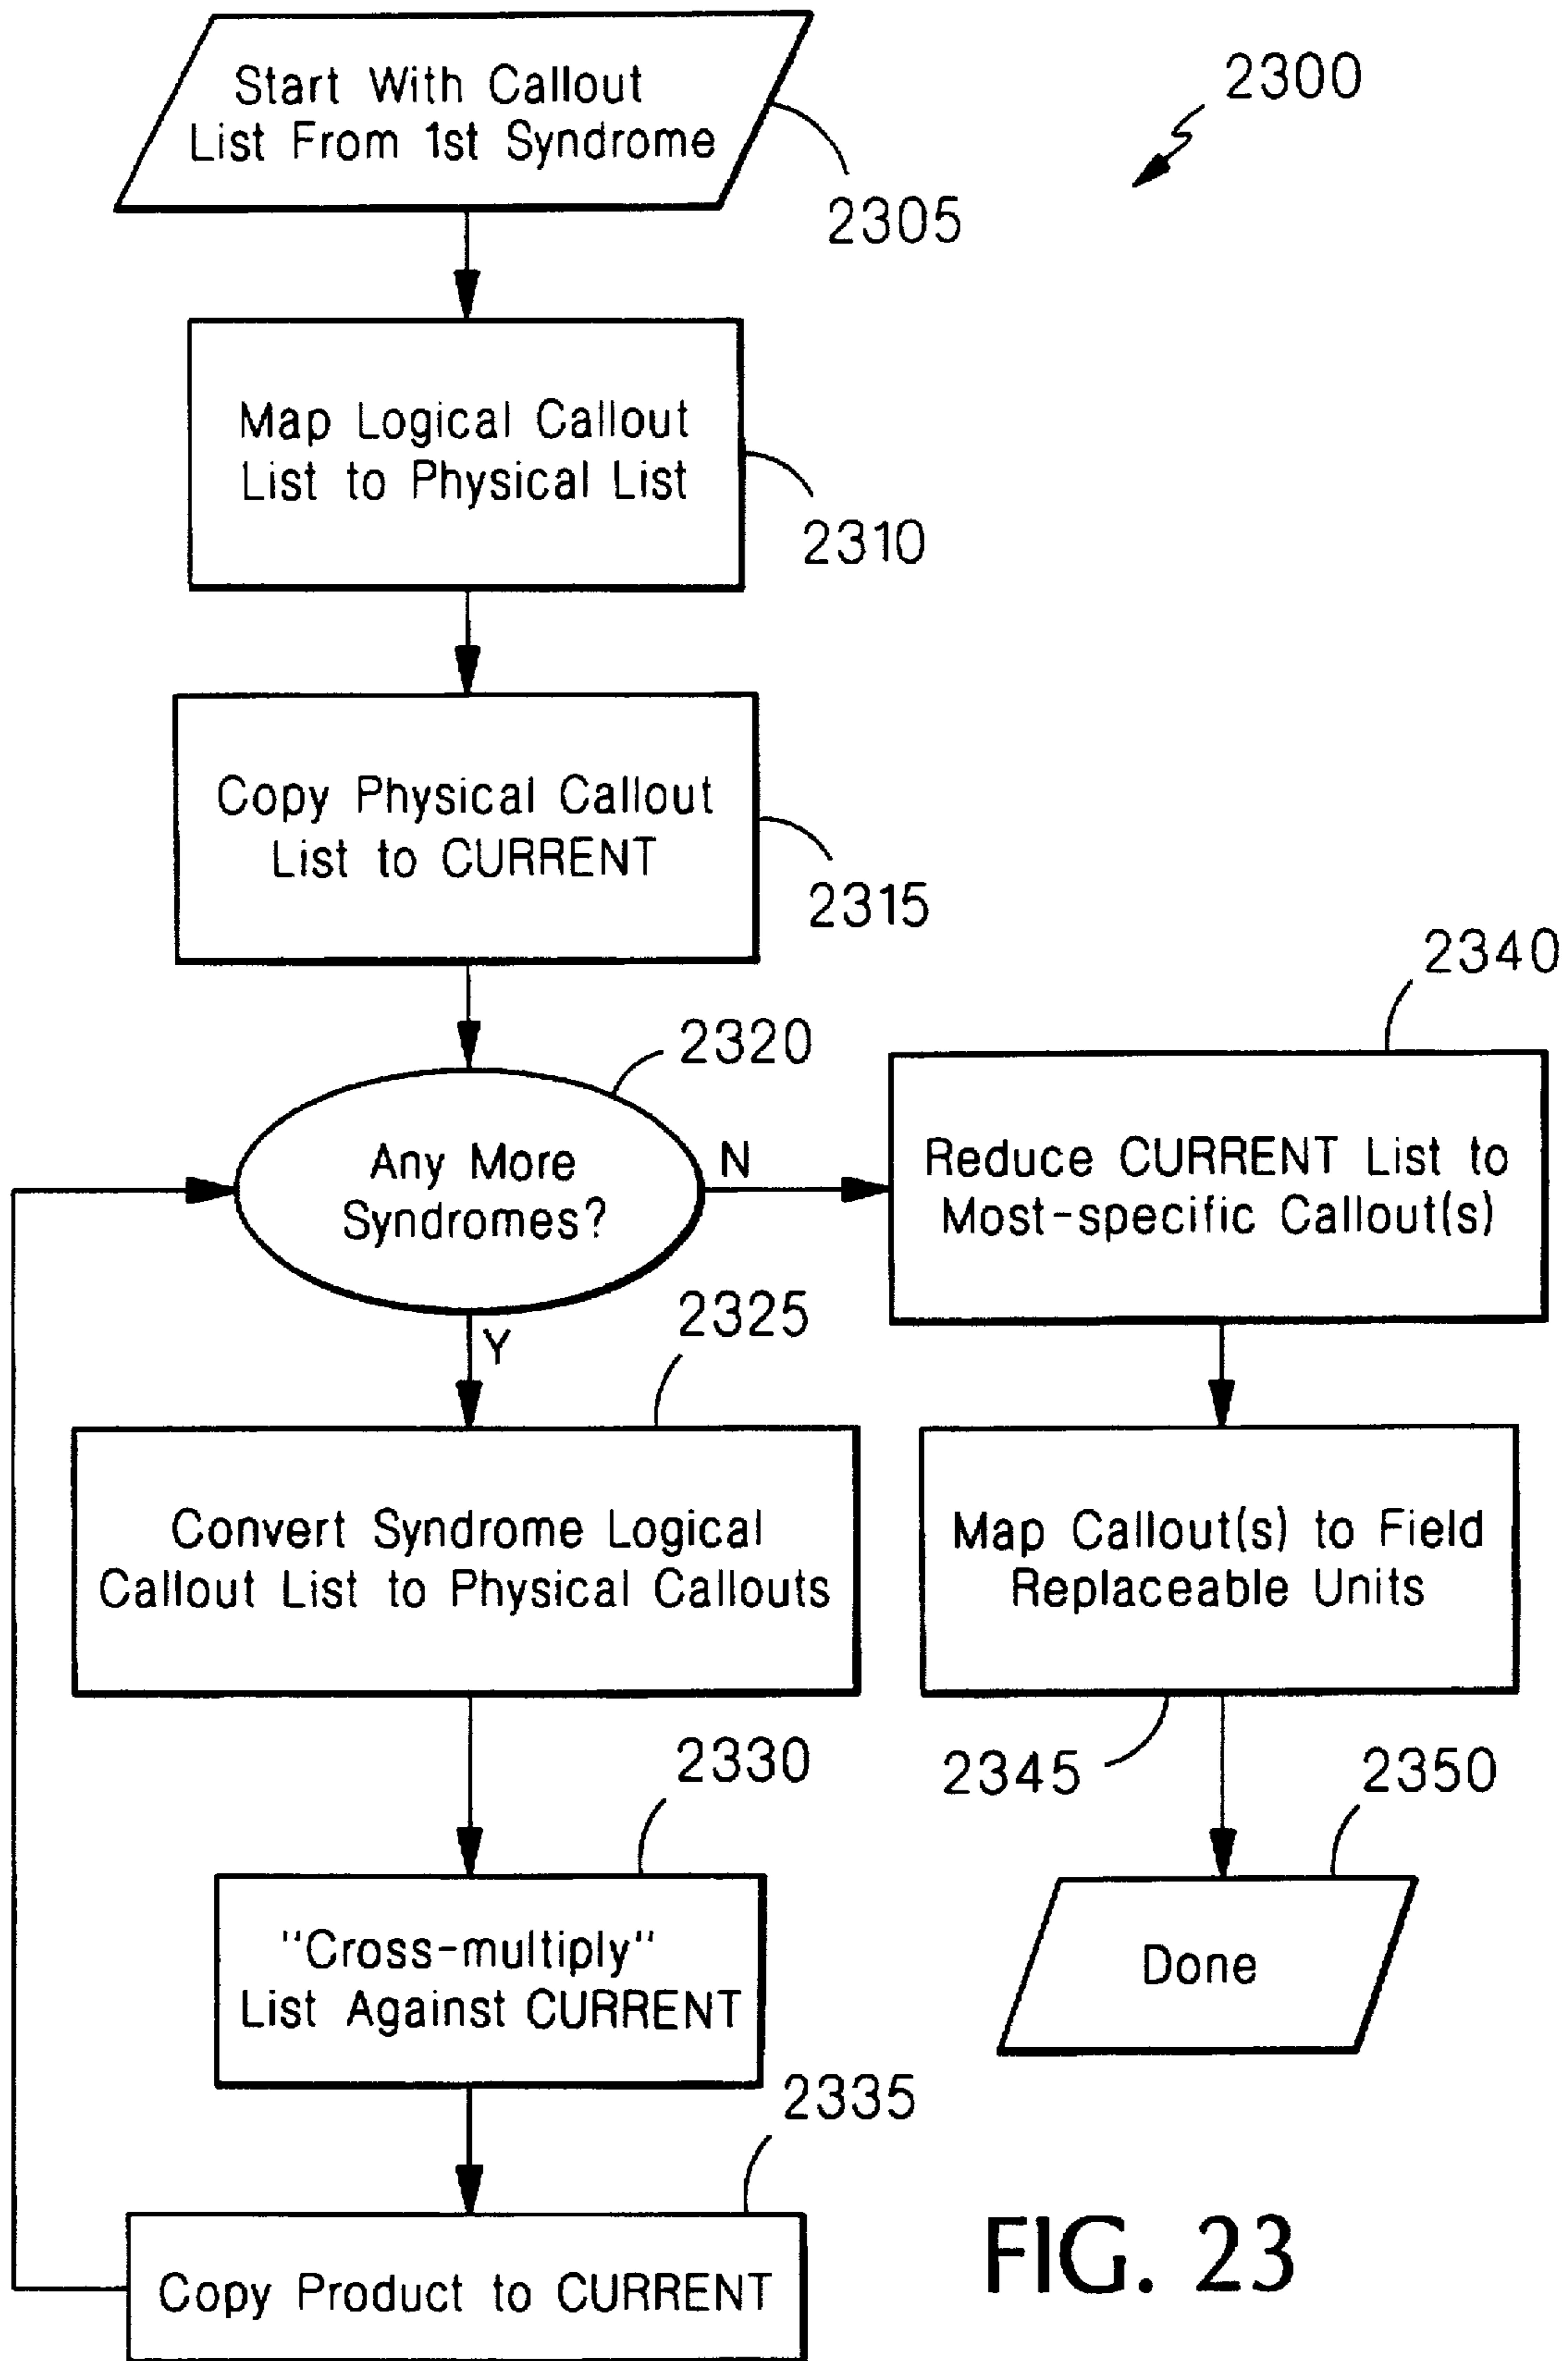 Start With Callout
List From 1st Syndrome
2300
2305
Map Logical Callout
List to Physical List
2310
Copy Physical Callout
List to CURRENT
2315
2320
Any More
Syndromes?
N
Y
2340
Reduce CURRENT List to
Most-specific Callout(s)
2325
Convert Syndrome Logical
Callout List to Physical Callouts
Map Callout(s) to Field
Replaceable Units
2345
2330
"Cross-multiply"
List Against CURRENT
2350
Done
2335
Copy Product to CURRENT
FIG. 23